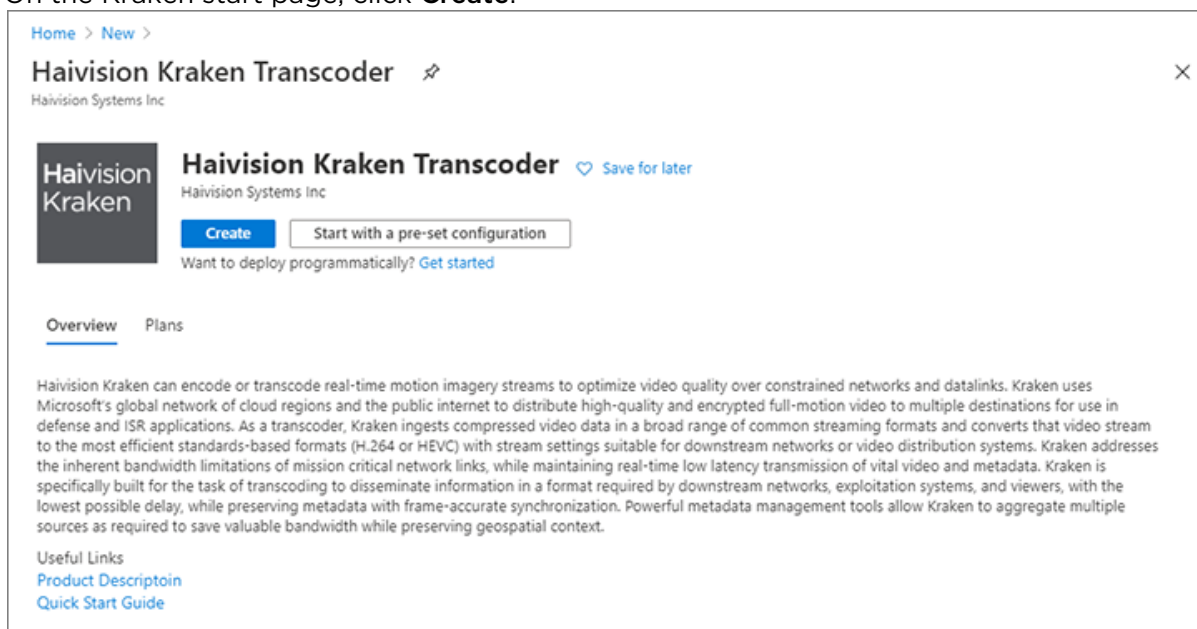 On the Kraken start page, click Create.
Home > New >
Haivision Kraken Transcoder
Haivision Systems Inc
Haivision
Kraken
Haivision Kraken Transcoder Save for later
Haivision Systems Inc
Create Start with a pre-set configuration
Want to deploy programmatically? Get started
Overview Plans
Haivision Kraken can encode or transcode real-time motion imagery streams to optimize video quality over constrained networks and datalinks. Kraken uses
Microsoft's global network of cloud regions and the public internet to distribute high-quality and encrypted full-motion video to multiple destinations for use in
defense and ISR applications. As a transcoder, Kraken ingests compressed video data in a broad range of common streaming formats and converts that video stream
to the most efficient standards-based formats (H.264 or HEVC) with stream settings suitable for downstream networks or video distribution systems. Kraken addresses
the inherent bandwidth limitations of mission critical network links, while maintaining real-time low latency transmission of vital video and metadata. Kraken is
specifically built for the task of transcoding to disseminate information in a format required by downstream networks, exploitation systems, and viewers, with the
lowest possible delay, while preserving metadata with frame-accurate synchronization. Powerful metadata management tools allow Kraken to aggregate multiple
sources as required to save valuable bandwidth while preserving geospatial context.
Useful Links
Product Descriptoin
Quick Start Guide